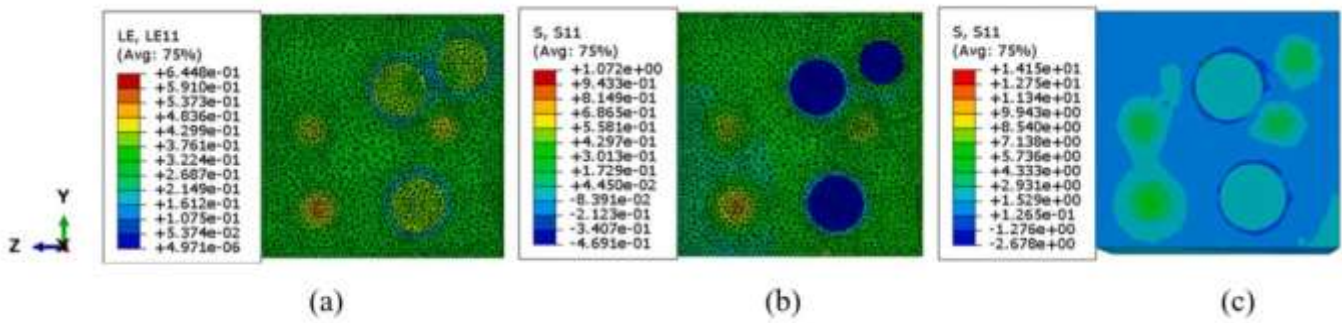 LE, LE11
(Avg: 75%)
+6.448e-01
+5.910e-01
+5.373e-01
+4.836e-01
+4.299e-01
+3.761e-01
+3.224e-01
+2.687e-01
+2.149e-01
+1.612e-01
+1.075e-01
+5.374e-02
+4.971e-06
S, S11
(Avg: 75%)
+1.072e+00
+9.433e-01
+8.149e-01
+6.865e-01
+5.581e-01
+4.297e-01
+3.013e-01
+1.729e-01
+4.450e-02
-8.391e-02
-2.123e-01
-3.407e-01
-4.691e-01
S, S11
(Avg: 75%)
+1.415e+01
+1.275e+01
+1.134e+01
+9.943e+00
+8.540e+00
+7.138e+00
+5.736e+00
+4.333e+00
+2.931e+00
+1.529e+00
+1.265e-01
-1.276e+00
-2.678e+00
Y
Z X
(a)
(b)
(c)